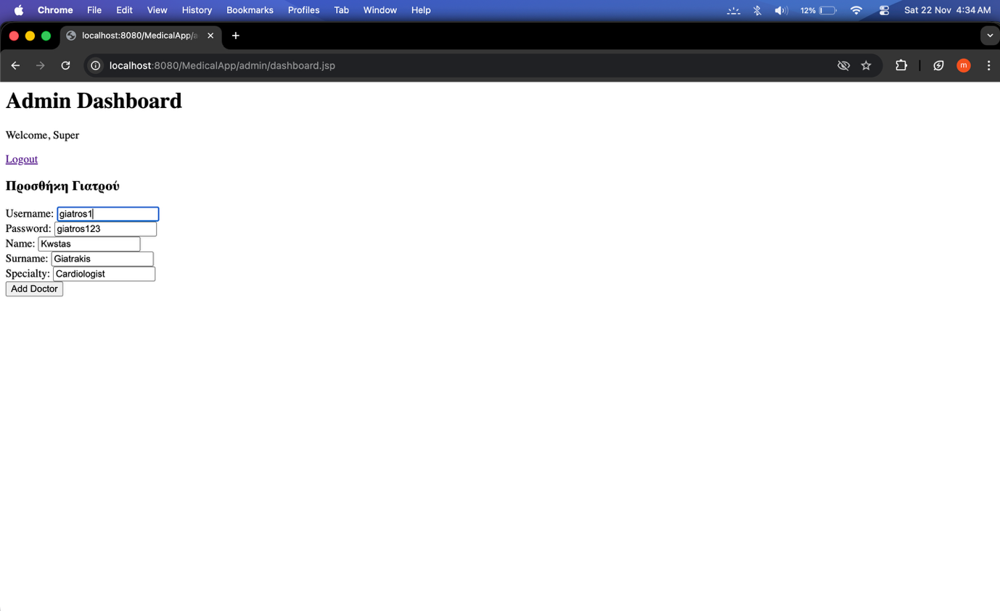 Chrome File Edit View History Bookmarks Profiles Tab Window Help 12% Sat 22 Nov 4:34 AM
localhost:8080/MedicalApp/a
localhost:8080/MedicalApp/admin/dashboard.jsp m
Admin Dashboard
Welcome, Super
Logout
Προσθήκη Γιατρού
Username: giatros1
Password: giatros123
Name: Kwstas
Surname: Giatrakis
Specialty: Cardiologist
Add Doctor